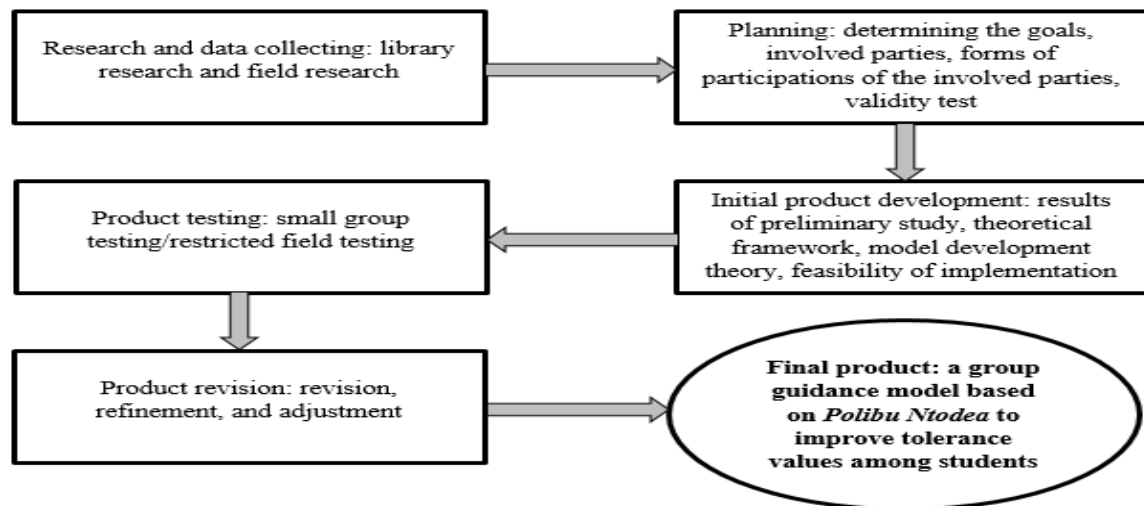 Research and data collecting: library
research and field research
Planning: determining the goals,
involved parties, forms of
participations of the involved parties,
validity test
Initial product development: results
of preliminary study, theoretical
framework, model development
theory, feasibility of implementation
Product testing: small group
testing/restricted field testing
Product revision: revision,
refinement, and adjustment
Final product: a group
guidance model based
on Polibu Ntodea to
improve tolerance
values among students